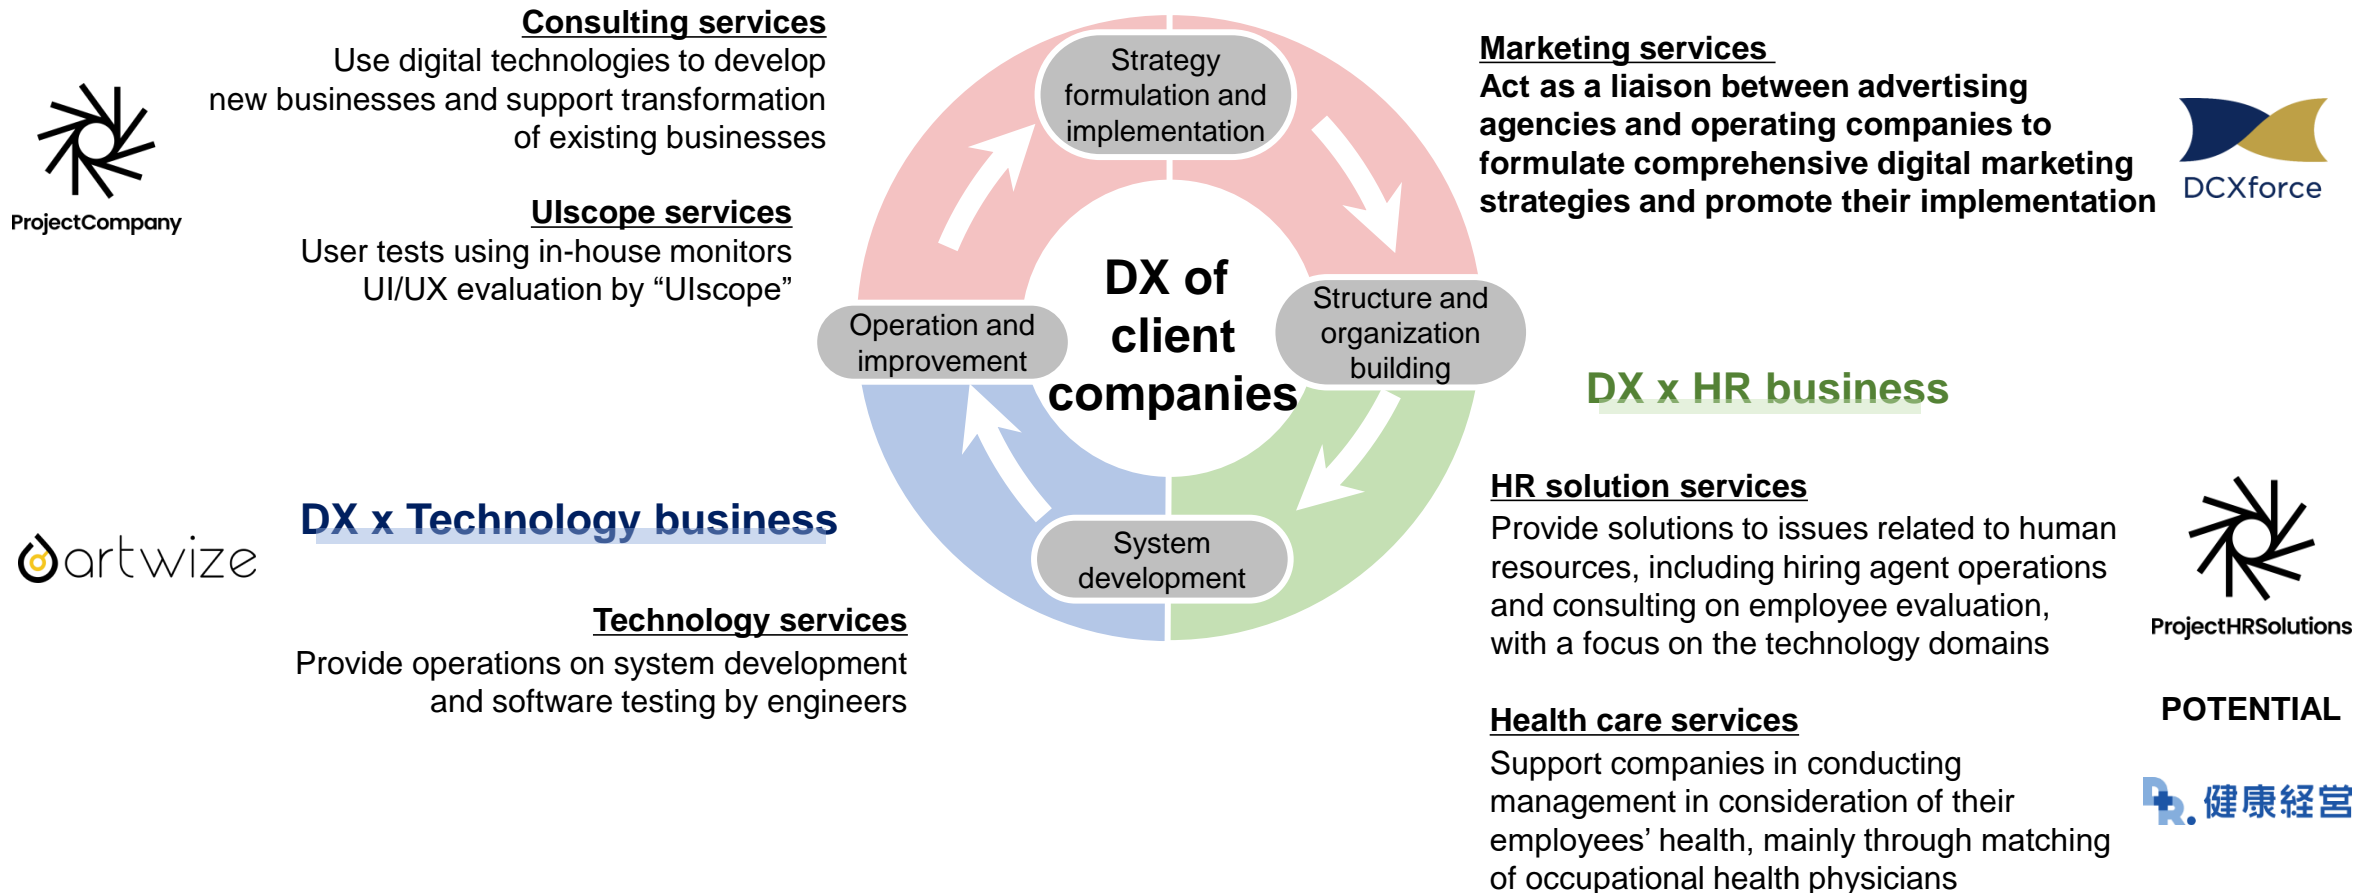 Consulting services
Use digital technologies to develop
new businesses and support transformation
of existing businesses
ProjectCompany
UIscope services
User tests using in-house monitors
UI/UX evaluation by “UIscope”
Strategy
formulation and
implementation
Marketing services
Act as a liaison between advertising
agencies and operating companies to
formulate comprehensive digital marketing
strategies and promote their implementation
DCXforce
DX of
client
companies
Operation and
improvement
Structure and
organization
building
System
development
DX x HR business
DX x Technology business
artwize
Technology services
Provide operations on system development
and software testing by engineers
HR solution services
Provide solutions to issues related to human
resources, including hiring agent operations
and consulting on employee evaluation,
with a focus on the technology domains
ProjectHRSolutions
POTENTIAL
Health care services
Support companies in conducting
management in consideration of their
employees’ health, mainly through matching
of occupational health physicians
DR.健康経営